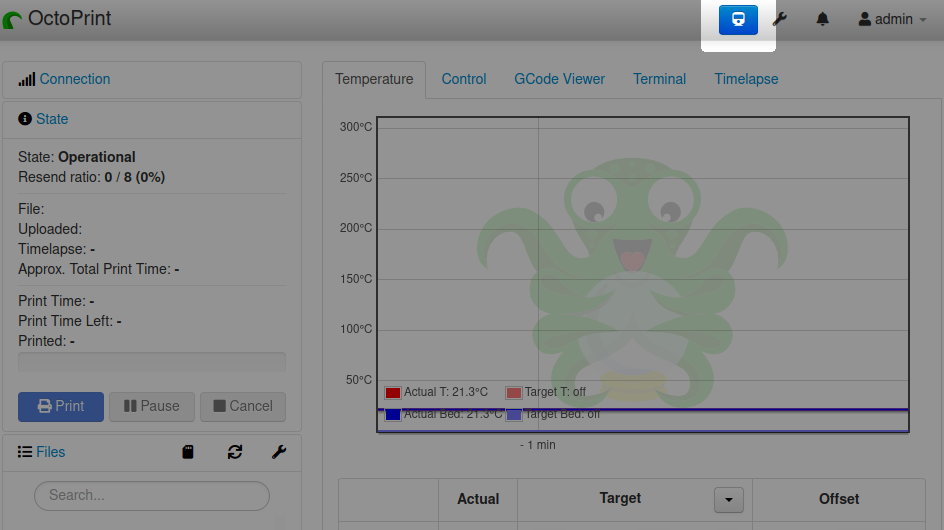 OctoPrint
admin
Connection
State
State: Operational
Resend ratio: 0 / 8 (0%)
File:
Uploaded:
Timelapse: -
Approx. Total Print Time: -
Print Time: -
Print Time Left: -
Printed: -
Print
Pause
Cancel
Files
Search...
Temperature
Control
GCode Viewer
Terminal
Timelapse
300°C
250°C
200°C
150°C
100°C
50°C
Actual T: 21.3°C
Target T: off
Actual Bed: 21.3°C
Target Bed: off
- 1 min
Actual
Target
Offset